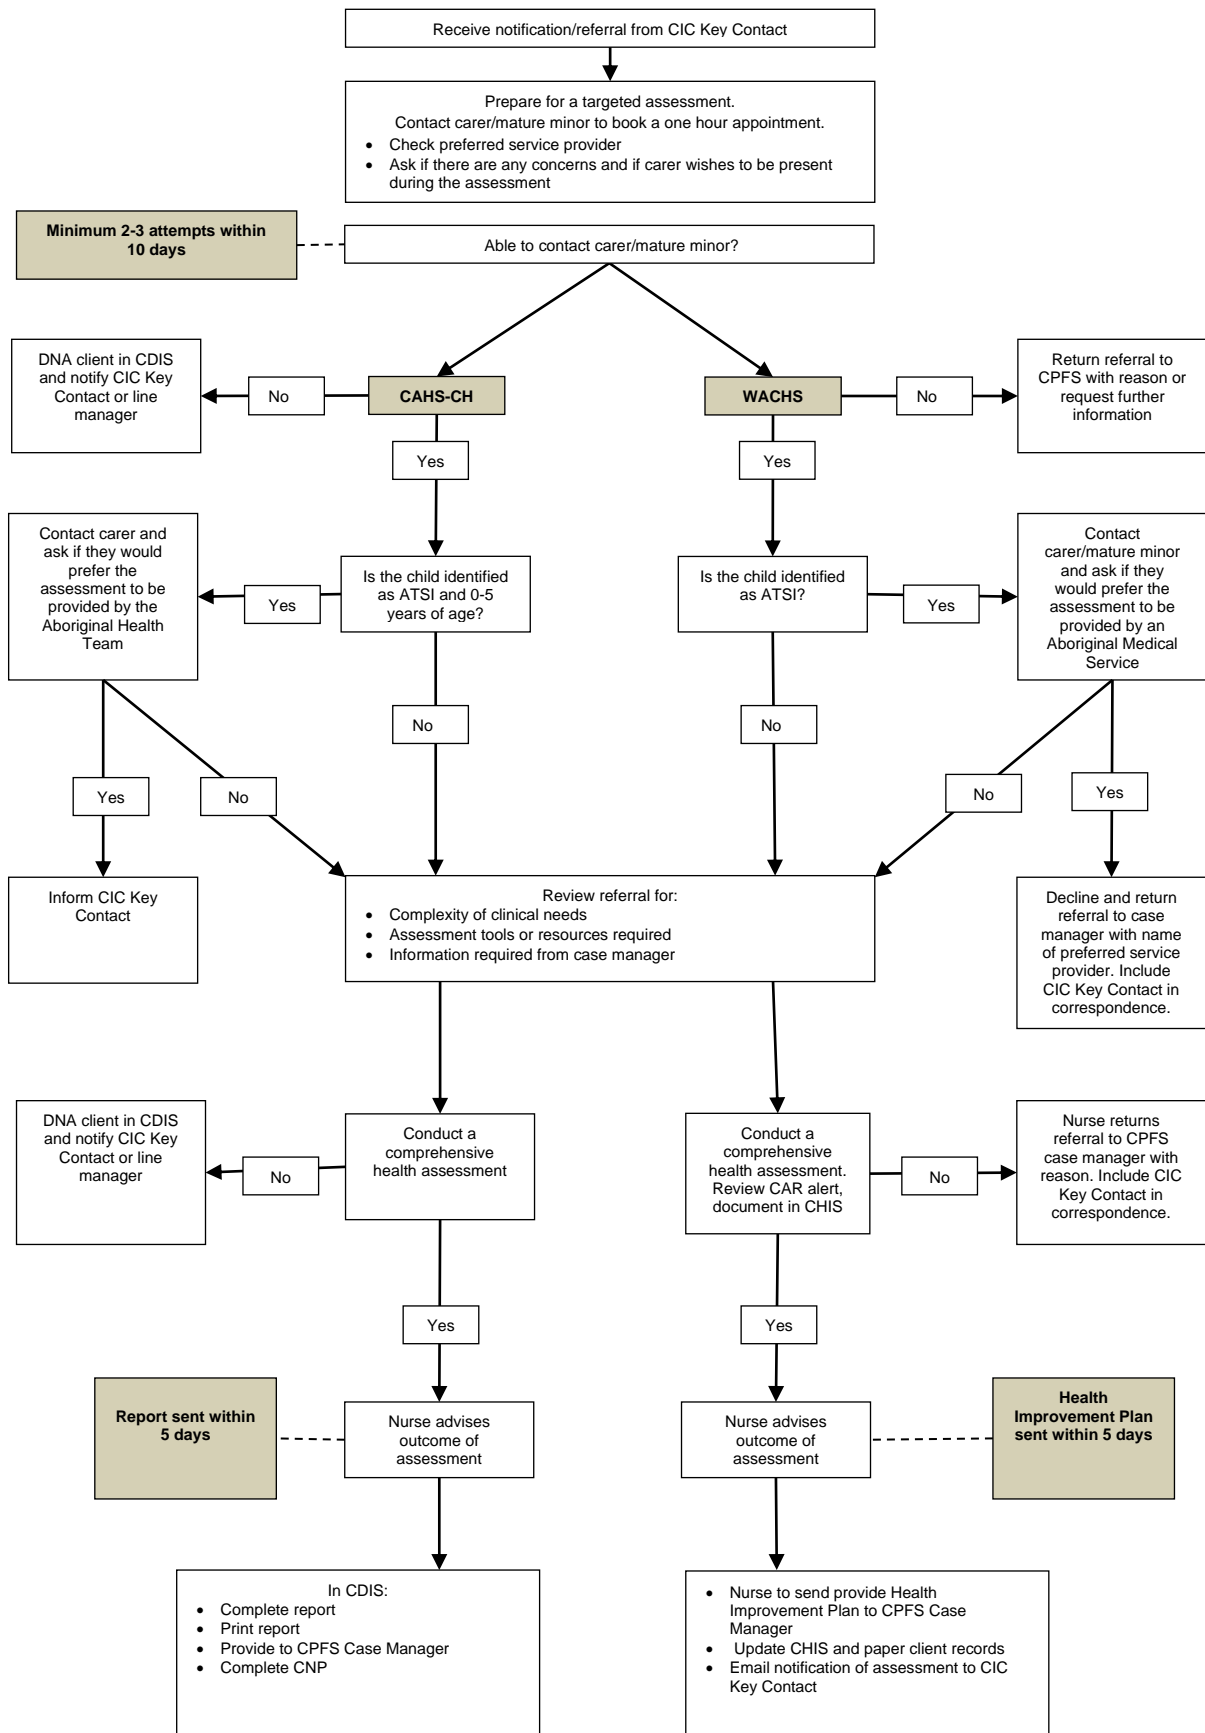 Receive notification/referral from CIC Key Contact
Prepare for a targeted assessment.
Contact carer/mature minor to book a one hour appointment.
• Check preferred service provider
• Ask if there are any concerns and if carer wishes to be present
during the assessment
Minimum 2-3 attempts within
10 days
Able to contact carer/mature minor?
DNA client in CDIS
and notify CIC Key
Contact or line
manager
No
CAHS-CH
WACHS
No
Return referral to
CPFS with reason or
request further
information
Yes
Yes
Contact carer and
ask if they would
prefer the
assessment to be
provided by the
Aboriginal Health
Team
Yes
Is the child identified
as ATSI and 0-5
years of age?
Is the child identified
as ATSI?
Yes
Contact
carer/mature minor
and ask if they
would prefer the
assessment to be
provided by an
Aboriginal Medical
Service
No
No
Yes
No
No
Yes
Inform CIC Key
Contact
Review referral for:
• Complexity of clinical needs
• Assessment tools or resources required
• Information required from case manager
Decline and return
referral to case
manager with name
of preferred service
provider. Include
CIC Key Contact in
correspondence.
DNA client in CDIS
and notify CIC Key
Contact or line
manager
No
Conduct a
comprehensive
health assessment
Conduct a
comprehensive
health assessment.
Review CAR alert,
document in CHIS
No
Nurse returns
referral to CPFS
case manager with
reason. Include CIC
Key Contact in
correspondence.
Yes
Yes
Report sent within
5 days
Nurse advises
outcome of
assessment
Nurse advises
outcome of
assessment
Health
Improvement Plan
sent within 5 days
In CDIS:
• Complete report
• Print report
• Provide to CPFS Case Manager
• Complete CNP
• Nurse to send provide Health
Improvement Plan to CPFS Case
Manager
• Update CHIS and paper client records
• Email notification of assessment to CIC
Key Contact